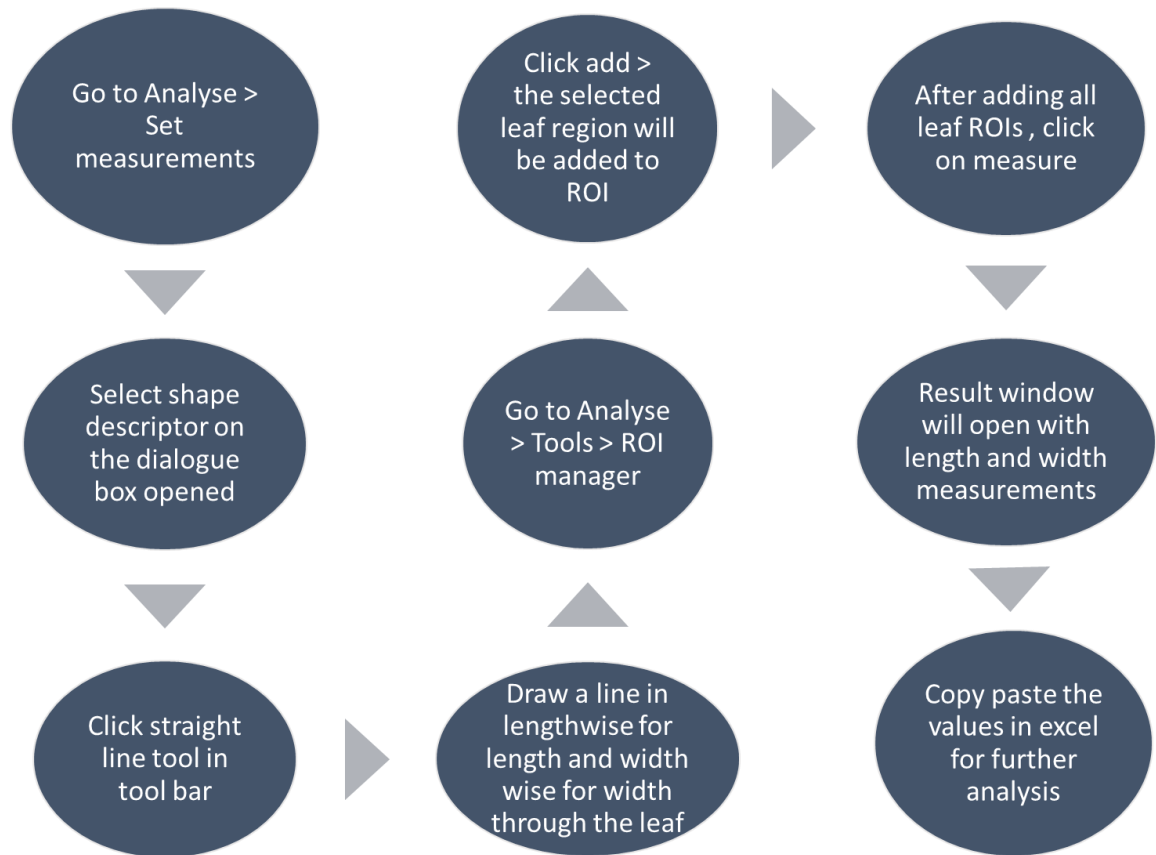 Go to Analyse >
Set
measurements
Select shape
descriptor on
the dialogue
box opened
Click straight
line tool in
tool bar
Draw a line in
lengthwise for
length and width
wise for width
through the leaf
Go to Analyse
> Tools > ROI
manager
Click add >
the selected
leaf region will
be added to
ROI
After adding all
leaf ROIs , click
on measure
Result window
will open with
length and width
measurements
Copy paste the
values in excel
for further
analysis